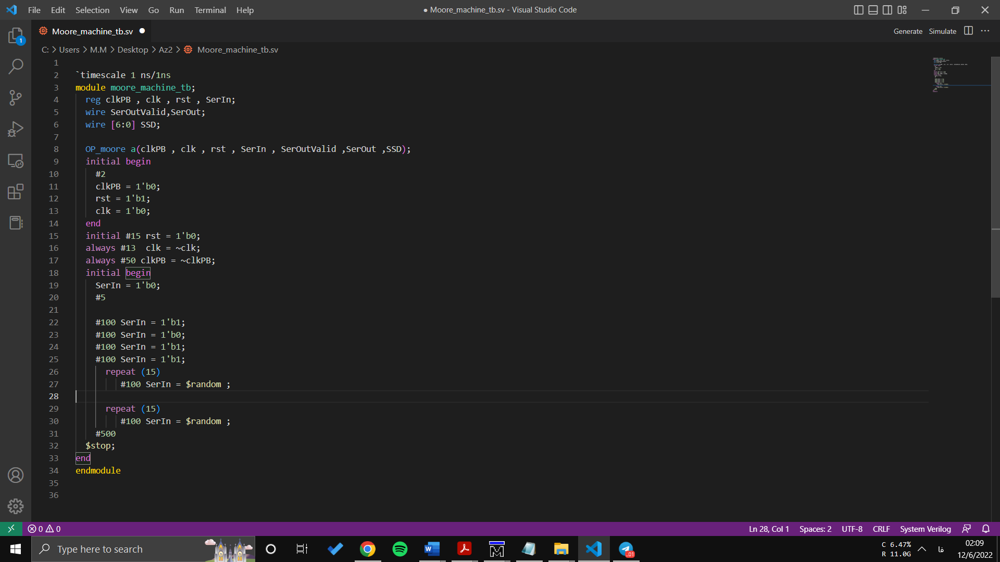 File Edit Selection View Go Run Terminal Help
● Moore_machine_tb.sv - Visual Studio Code
Moore_machine_tb.sv ●
Generate Simulate
1
C: > Users > M.M > Desktop > Az2 > Moore_machine_tb.sv
1
2 `timescale 1 ns/1ns
3 module moore_machine_tb;
4 reg clkPB , clk , rst , SerIn;
5 wire SerOutValid,SerOut;
6 wire [6:0] SSD;
7
8 OP_moore a(clkPB , clk , rst , SerIn , SerOutValid ,SerOut ,SSD);
9 initial begin
10 #2
11 clkPB = 1'b0;
12 rst = 1'b1;
13 clk = 1'b0;
14 end
15 initial #15 rst = 1'b0;
16 always #13  clk = ~clk;
17 always #50 clkPB = ~clkPB;
18 initial begin
19 SerIn = 1'b0;
20 #5
21
22 #100 SerIn = 1'b1;
23 #100 SerIn = 1'b0;
24 #100 SerIn = 1'b1;
25 #100 SerIn = 1'b1;
26 repeat (15)
27 #100 SerIn = $random ;
28
29 repeat (15)
30 #100 SerIn = $random ;
31 #500
32 $stop;
33 end
34 endmodule
35
36
0 0
Ln 28, Col 1 Spaces: 2 UTF-8 CRLF System Verilog
Type here to search
.01
C 6.47%
R 11.0G
فا
02:09
12/6/2022